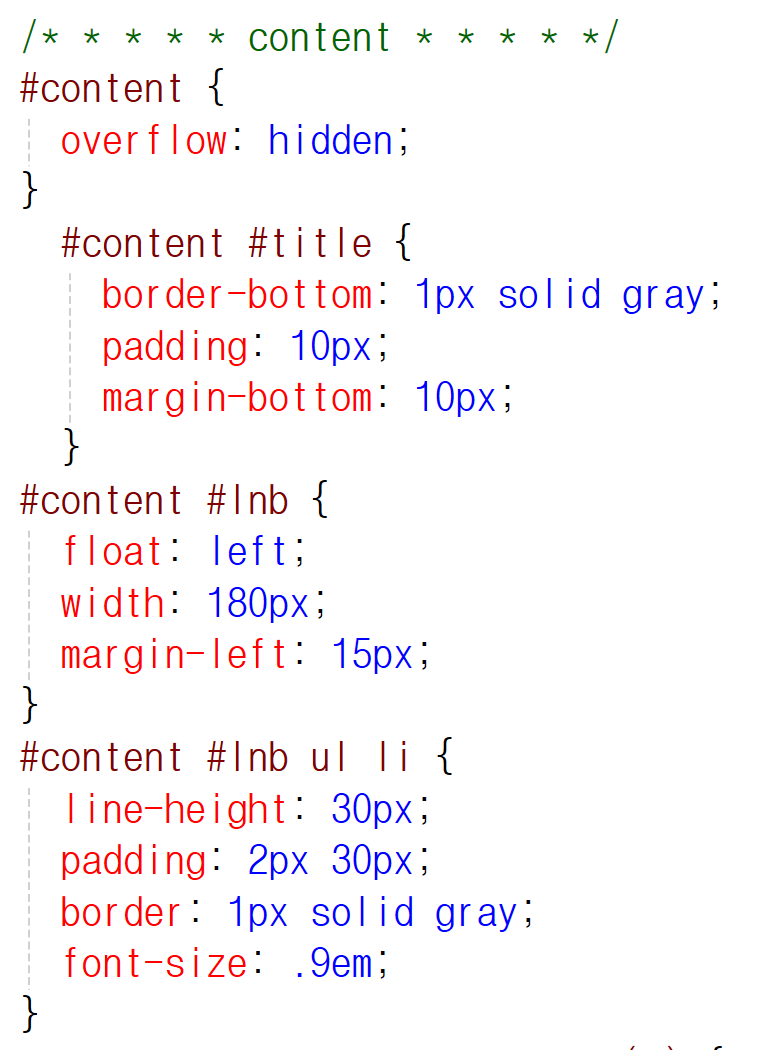 /* * * * * content * * * * */
#content {
  overflow: hidden;
}
  #content #title {
    border-bottom: 1px solid gray;
    padding: 10px;
    margin-bottom: 10px;
  }
#content #lnb {
  float: left;
  width: 180px;
  margin-left: 15px;
}
#content #lnb ul li {
  line-height: 30px;
  padding: 2px 30px;
  border: 1px solid gray;
  font-size: .9em;
}